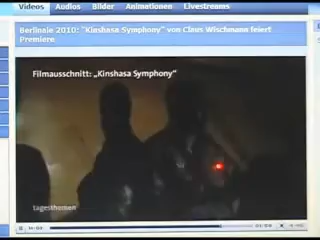 Videos Audios Bilder Animationen Livestreams
Berlinale 2010: "Kinshasa Symphony" von Claus Wischmann feiert
Premiere
Filmausschnitt: „Kinshasa Symphony“
tagesthemen